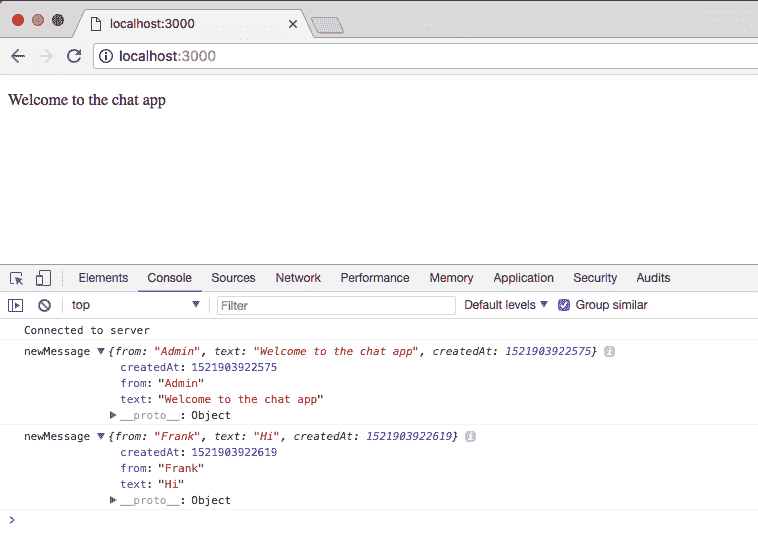 localhost:3000
localhost:3000
Welcome to the chat app
Elements Console Sources Network Performance Memory Application Security Audits
top Filter Default levels Group similar
Connected to server
newMessage {from: "Admin", text: "Welcome to the chat app", createdAt: 1521903922575}
createdAt: 1521903922575
from: "Admin"
text: "Welcome to the chat app"
__proto__: Object
newMessage {from: "Frank", text: "Hi", createdAt: 1521903922619}
createdAt: 1521903922619
from: "Frank"
text: "Hi"
__proto__: Object
>